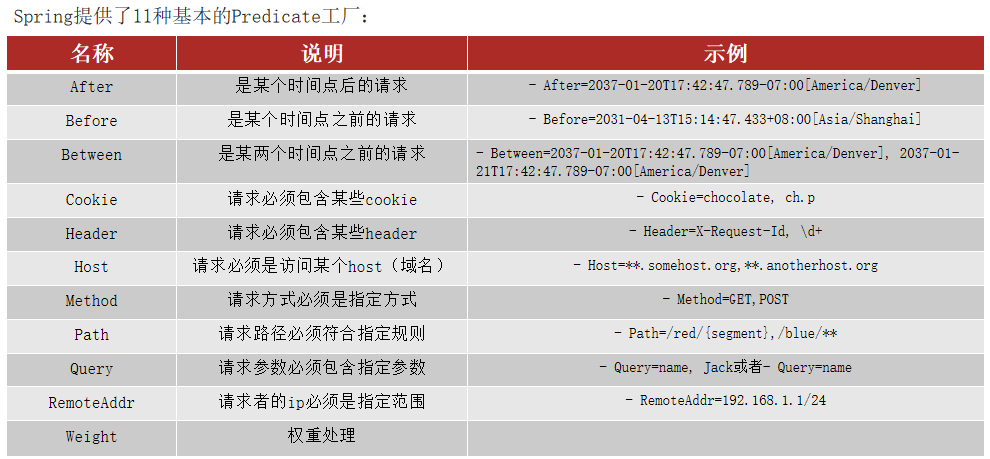 Spring提供了11种基本的Predicate工厂：
名称 说明 示例
After 是某个时间点后的请求 - After=2037-01-20T17:42:47.789-07:00[America/Denver]
Before 是某个时间点之前的请求 - Before=2031-04-13T15:14:47.433+08:00[Asia/Shanghai]
Between 是某两个时间点之前的请求 - Between=2037-01-20T17:42:47.789-07:00[America/Denver], 2037-01-
21T17:42:47.789-07:00[America/Denver]
Cookie 请求必须包含某些cookie - Cookie=chocolate, ch.p
Header 请求必须包含某些header - Header=X-Request-Id, \d+
Host 请求必须是访问某个host（域名） - Host=**.somehost.org,**.anotherhost.org
Method 请求方式必须是指定方式 - Method=GET,POST
Path 请求路径必须符合指定规则 - Path=/red/{segment},/blue/**
Query 请求参数必须包含指定参数 - Query=name, Jack或者- Query=name
RemoteAddr 请求者的ip必须是指定范围 - RemoteAddr=192.168.1.1/24
Weight 权重处理